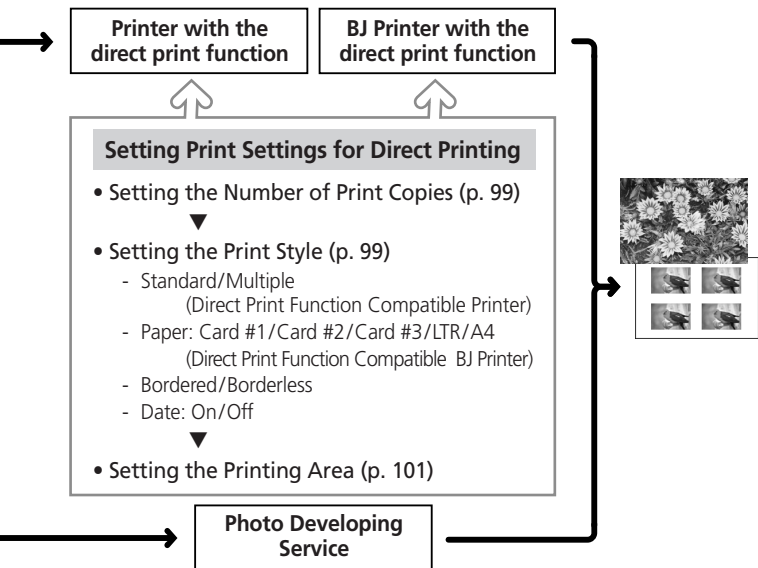 Printer with the
direct print function
BJ Printer with the
direct print function
Setting Print Settings for Direct Printing
• Setting the Number of Print Copies (p. 99)
▼
• Setting the Print Style (p. 99)
- Standard/Multiple
(Direct Print Function Compatible Printer)
- Paper: Card #1/Card #2/Card #3/LTR/A4
(Direct Print Function Compatible BJ Printer)
- Bordered/Borderless
- Date: On/Off
▼
• Setting the Printing Area (p. 101)
Photo Developing
Service